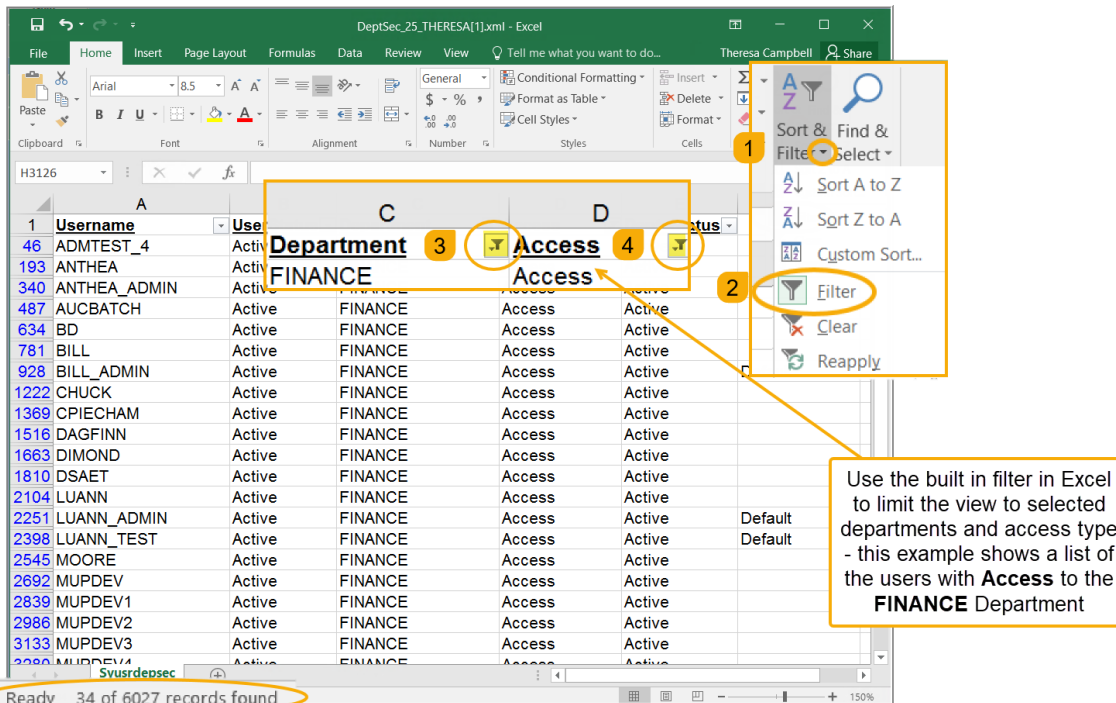 DeptSec_25_THERESA[1].xml - Excel
File Home Insert Page Layout Formulas Data Review View Tell me what you want to do... Theresa Campbell Share
Paste
Arial 8.5
B I U
General
$ % ,
Conditional Formatting
Format as Table
Cell Styles
Insert
Delete
Format
Clipboard Font Alignment Number Styles Cells
1
Sort & Filter
Find & Select
Sort A to Z
Sort Z to A
Custom Sort...
2
Filter
Clear
Reapply
H3126 fx
A
C D
1 Username
Department 3 Access 4
FINANCE Access
46 ADMTEST_4
193 ANTHEA
340 ANTHEA_ADMIN
487 AUCBATCH Active FINANCE Access Active
634 BD Active FINANCE Access Active
781 BILL Active FINANCE Access Active
928 BILL_ADMIN Active FINANCE Access Active
1222 CHUCK Active FINANCE Access Active
1369 CPIECHAM Active FINANCE Access Active
1516 DAGFINN Active FINANCE Access Active
1663 DIMOND Active FINANCE Access Active
1810 DSAET Active FINANCE Access Active
2104 LUANN Active FINANCE Access Active
2251 LUANN_ADMIN Active FINANCE Access Active Default
2398 LUANN_TEST Active FINANCE Access Active Default
2545 MOORE Active FINANCE Access Active
2692 MUPDEV Active FINANCE Access Active
2839 MUPDEV1 Active FINANCE Access Active
2986 MUPDEV2 Active FINANCE Access Active
3133 MUPDEV3 Active FINANCE Access Active
3280 MUPDEV4 Active FINANCE Access Active
Use the built in filter in Excel
to limit the view to selected
departments and access type
- this example shows a list of
the users with Access to the
FINANCE Department
Sysusrdepsec
Ready 34 of 6027 records found
150%